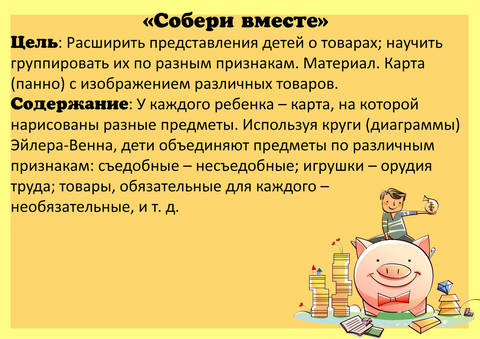 «Собери вместе»
Цель: Расширить представления детей о товарах; научить
группировать их по разным признакам. Материал. Карта
(панно) с изображением различных товаров.
Содержание: У каждого ребенка – карта, на которой
нарисованы разные предметы. Используя круги (диаграммы)
Эйлера-Венна, дети объединяют предметы по различным
признакам: съедобные – несъедобные; игрушки – орудия
труда; товары, обязательные для каждого –
необязательные, и т. д.